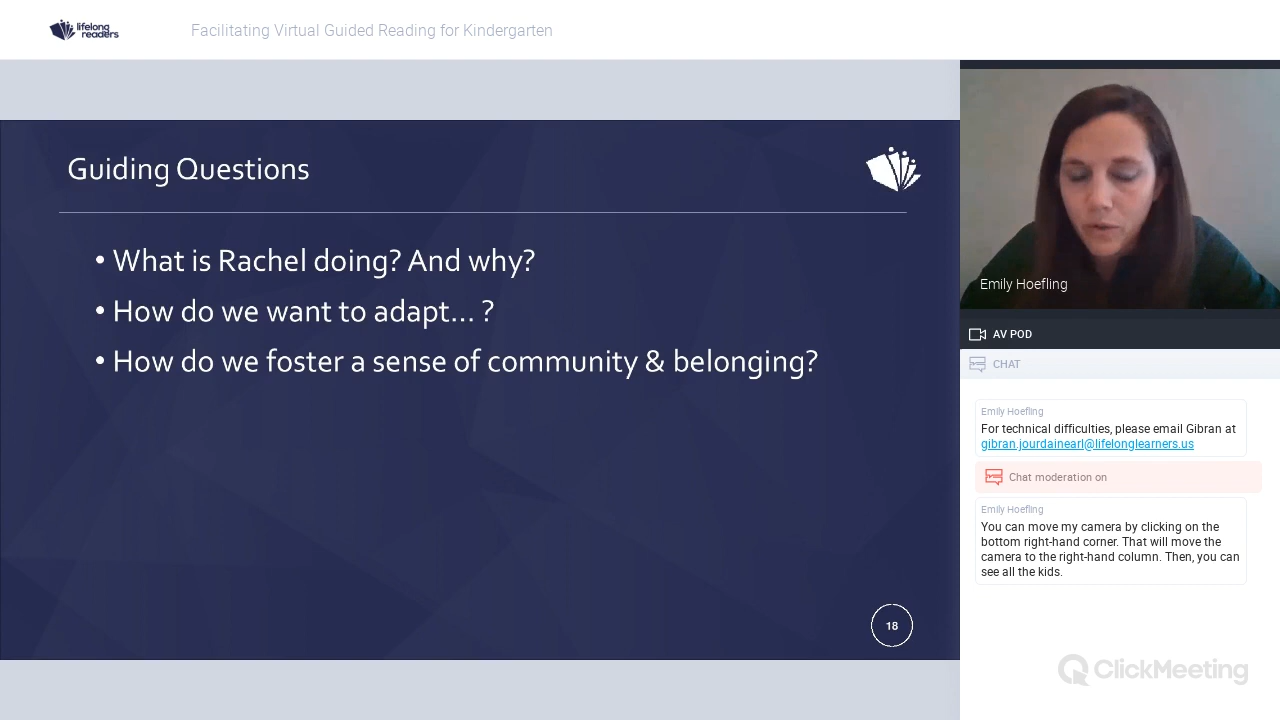 lifelong
readers
Facilitating Virtual Guided Reading for Kindergarten
Guiding Questions
• What is Rachel doing? And why?
• How do we want to adapt… ?
• How do we foster a sense of community & belonging?
18
Emily Hoefling
AV POD
CHAT
Emily Hoefling
For technical difficulties, please email Gibran at
gibran.jourdainearl@lifelonglearners.us
Chat moderation on
Emily Hoefling
You can move my camera by clicking on the
bottom right-hand corner. That will move the
camera to the right-hand column. Then, you can
see all the kids.
ClickMeeting